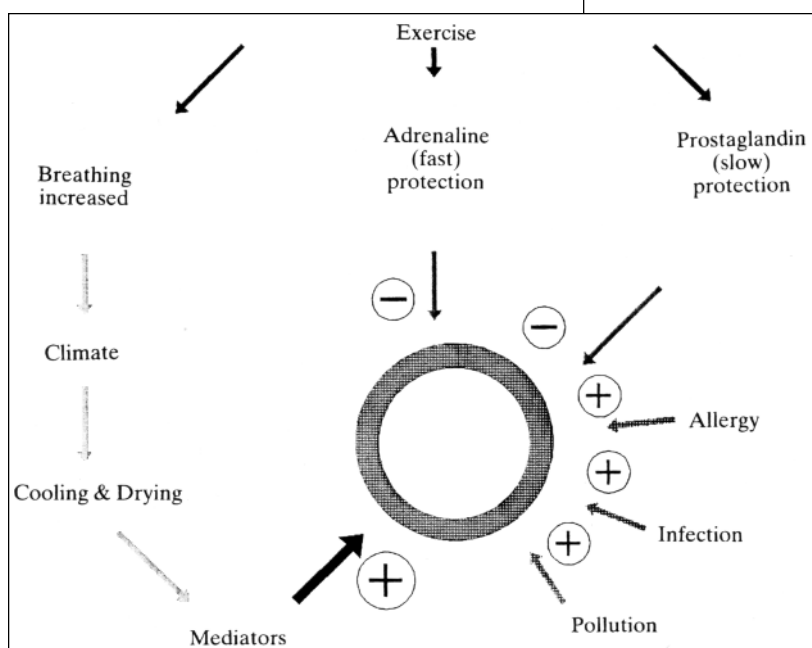 Exercise
Breathing
increased
Adrenaline
(fast)
protection
Prostaglandin
(slow)
protection
Climate
Cooling & Drying
Mediators
Allergy
Infection
Pollution